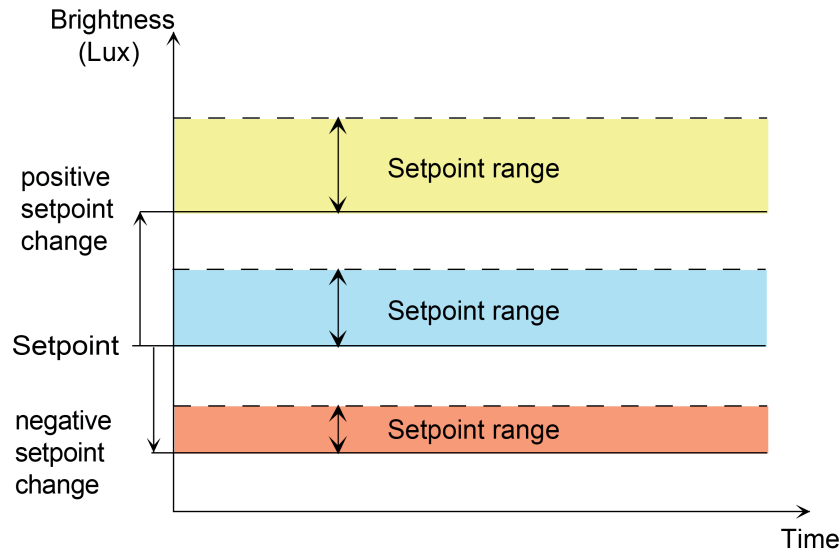 Brightness
(Lux)
Setpoint range
positive
setpoint
change
Setpoint range
Setpoint
negative
setpoint
change
Setpoint range
Time